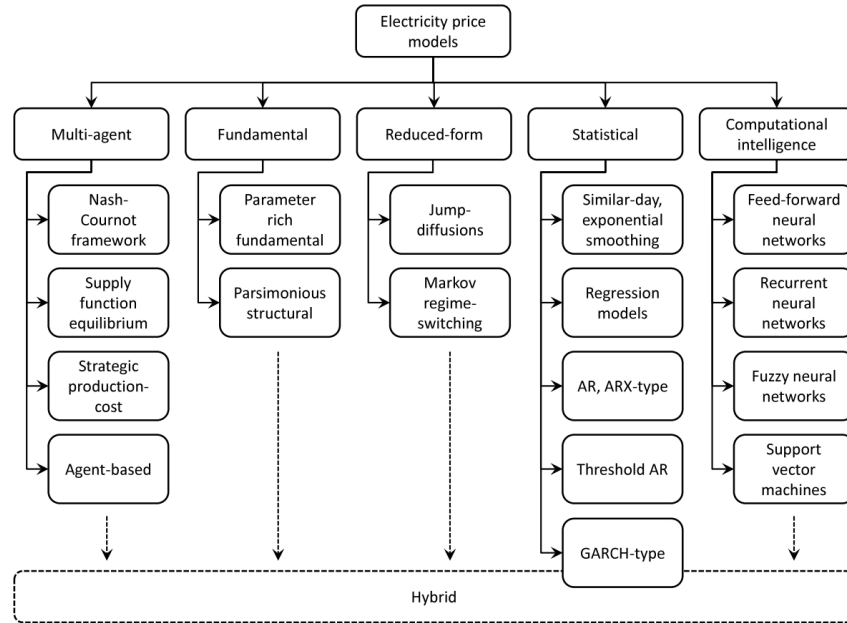 Electricity price
models
Multi-agent
Fundamental
Reduced-form
Statistical
Computational
intelligence
Nash-
Cournot
framework
Supply
function
equilibrium
Strategic
production-
cost
Agent-based
Parameter
rich
fundamental
Parsimonious
structural
Jump-
diffusions
Markov
regime-
switching
Similar-day,
exponential
smoothing
Regression
models
AR, ARX-type
Threshold AR
GARCH-type
Feed-forward
neural
networks
Recurrent
neural
networks
Fuzzy neural
networks
Support
vector
machines
Hybrid